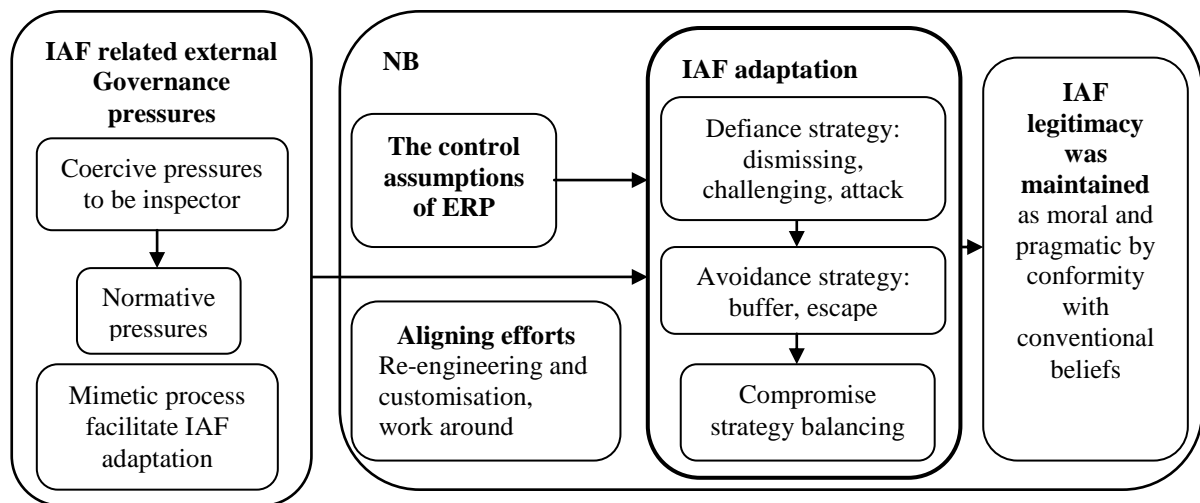 IAF related external
Governance
pressures
Coercive pressures
to be inspector
Normative
pressures
Mimetic process
facilitate IAF
adaptation
NB
The control
assumptions
of ERP
Aligning efforts
Re-engineering and
customisation,
work around
IAF adaptation
Defiance strategy:
dismissing,
challenging, attack
Avoidance strategy:
buffer, escape
Compromise
strategy balancing
IAF
legitimacy
was
maintained
as moral and
pragmatic by
conformity
with
conventional
beliefs